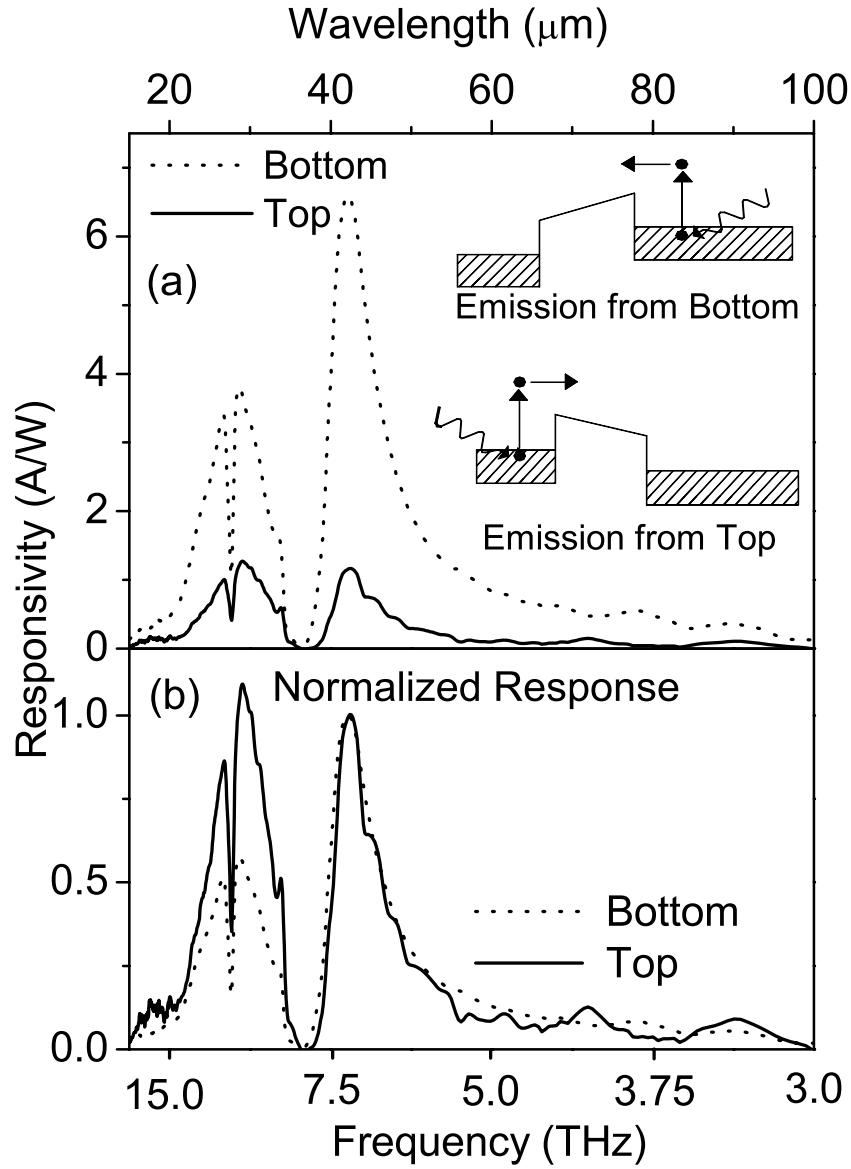 Wavelength (μm)
20 40 60 80 100
Bottom
Top
(a)
Emission from Bottom
Emission from Top
6
4
2
0
Responsivity (A/W)
(b) Normalized Response
1.0
0.5
0.0
Bottom
Top
15.0 7.5 5.0 3.75 3.0
Frequency (THz)